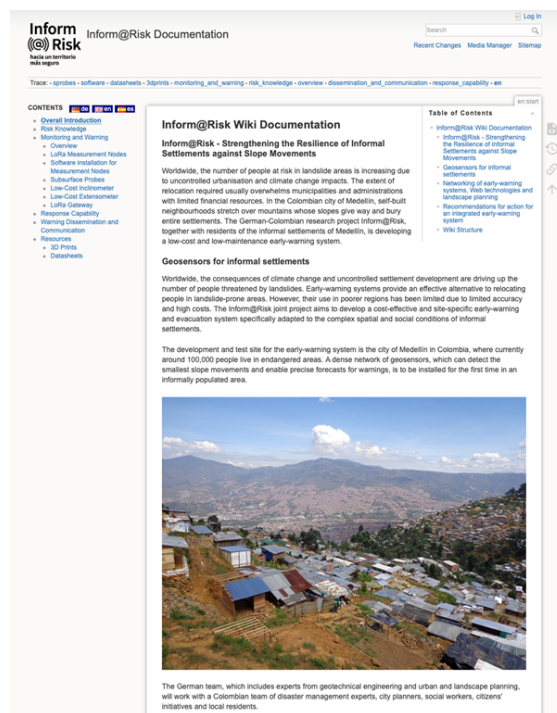 Log In
Inform
@ Risk
hacia un territorio
más seguro
Inform@Risk Documentation
Search
Recent Changes Media Manager Sitemap
Trace: • sprobes • software • datasheets • 3dprints • monitoring_and_warning • risk_knowledge • overview • dissemination_and_communication • response_capability • en
en:start
CONTENTS de en es
Overall Introduction
Risk Knowledge
Monitoring and Warning
Overview
LoRa Measurement Nodes
Software installation for
Measurement Nodes
Subsurface Probes
Low-Cost Inclinometer
Low-Cost Extensometer
LoRa Gateway
Response Capability
Warning Dissemination and
Communication
Resources
3D Prints
Datasheets
Table of Contents
Inform@Risk Wiki Documentation
Inform@Risk - Strengthening
the Resilience of Informal
Settlements against Slope
Movements
Geosensors for informal
settlements
Networking of early-warning
systems, Web technologies and
landscape planning
Recommendations for action for
an integrated early-warning
system
Wiki Structure
Inform@Risk Wiki Documentation
Inform@Risk - Strengthening the Resilience of Informal
Settlements against Slope Movements
Worldwide, the number of people at risk in landslide areas is increasing due
to uncontrolled urbanisation and climate change impacts. The extent of
relocation required usually overwhelms municipalities and administrations
with limited financial resources. In the Colombian city of Medellín, self-built
neighbourhoods stretch over mountains whose slopes give way and bury
entire settlements. The German-Colombian research project Inform@Risk,
together with residents of the informal settlements of Medellín, is developing
a low-cost and low-maintenance early-warning system.
Geosensors for informal settlements
Worldwide, the consequences of climate change and uncontrolled settlement development are driving up the
number of people threatened by landslides. Early-warning systems provide an effective alternative to relocating
people in landslide-prone areas. However, their use in poorer regions has been limited due to limited accuracy
and high costs. The Inform@Risk joint project aims to develop a cost-effective and site-specific early-warning
and evacuation system specifically adapted to the complex spatial and social conditions of informal
settlements.
The development and test site for the early-warning system is the city of Medellín in Colombia, where currently
around 100,000 people live in endangered areas. A dense network of geosensors, which can detect the
smallest slope movements and enable precise forecasts for warnings, is to be installed for the first time in an
informally populated area.
The German team, which includes experts from geotechnical engineering and urban and landscape planning,
will work with a Colombian team of disaster management experts, city planners, social workers, citizens'
initiatives and local residents.